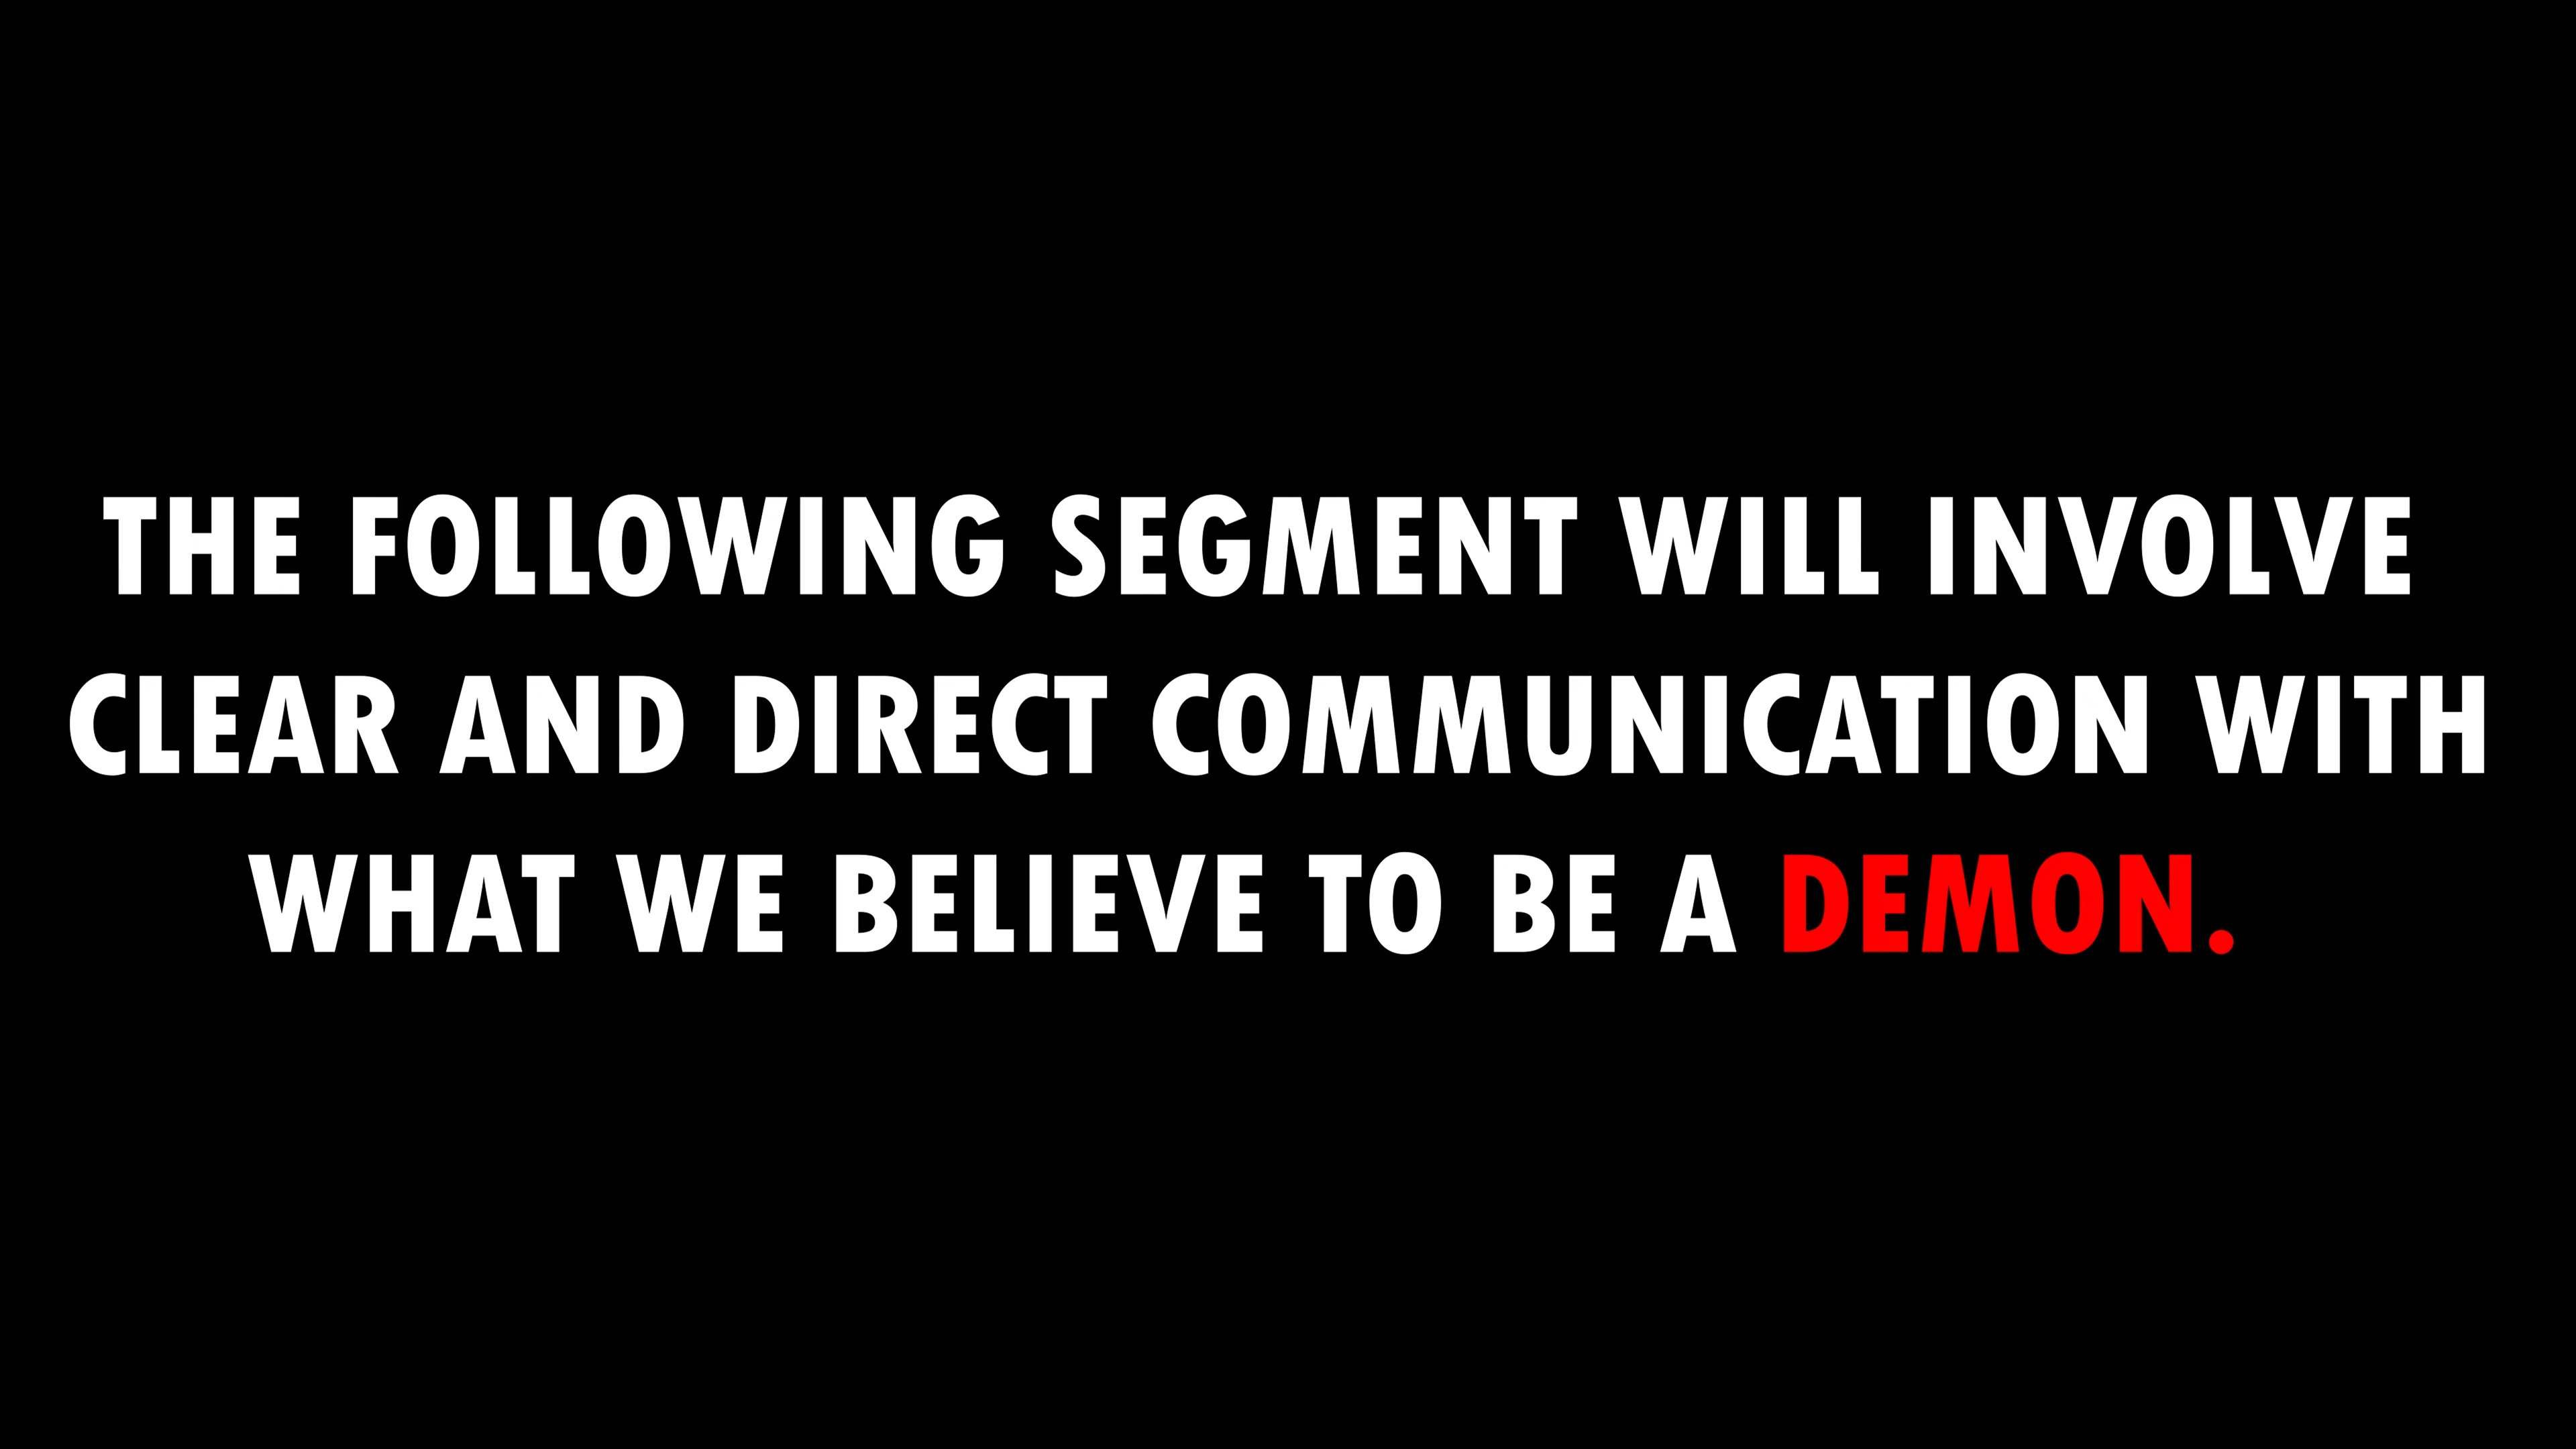 THE FOLLOWING SEGMENT WILL INVOLVE
CLEAR AND DIRECT COMMUNICATION WITH
WHAT WE BELIEVE TO BE A DEMON.